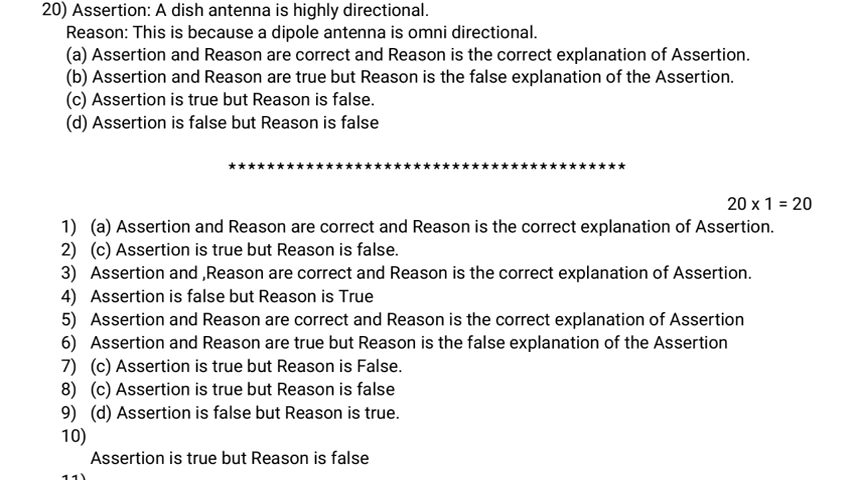 20) Assertion: A dish antenna is highly directional.
Reason: This is because a dipole antenna is omni directional.
(a) Assertion and Reason are correct and Reason is the correct explanation of Assertion.
(b) Assertion and Reason are true but Reason is the false explanation of the Assertion.
(c) Assertion is true but Reason is false.
(d) Assertion is false but Reason is false
*****************************************
20 x 1 = 20
1) (a) Assertion and Reason are correct and Reason is the correct explanation of Assertion.
2) (c) Assertion is true but Reason is false.
3) Assertion and ,Reason are correct and Reason is the correct explanation of Assertion.
4) Assertion is false but Reason is True
5) Assertion and Reason are correct and Reason is the correct explanation of Assertion
6) Assertion and Reason are true but Reason is the false explanation of the Assertion
7) (c) Assertion is true but Reason is False.
8) (c) Assertion is true but Reason is false
9) (d) Assertion is false but Reason is true.
10)
Assertion is true but Reason is false
11)